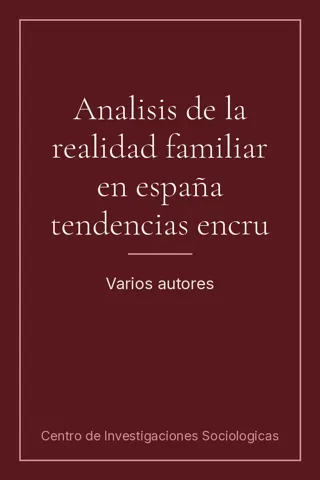 Analisis de la
realidad familiar
en españa
tendencias encru
Varios autores
Centro de Investigaciones Sociologicas